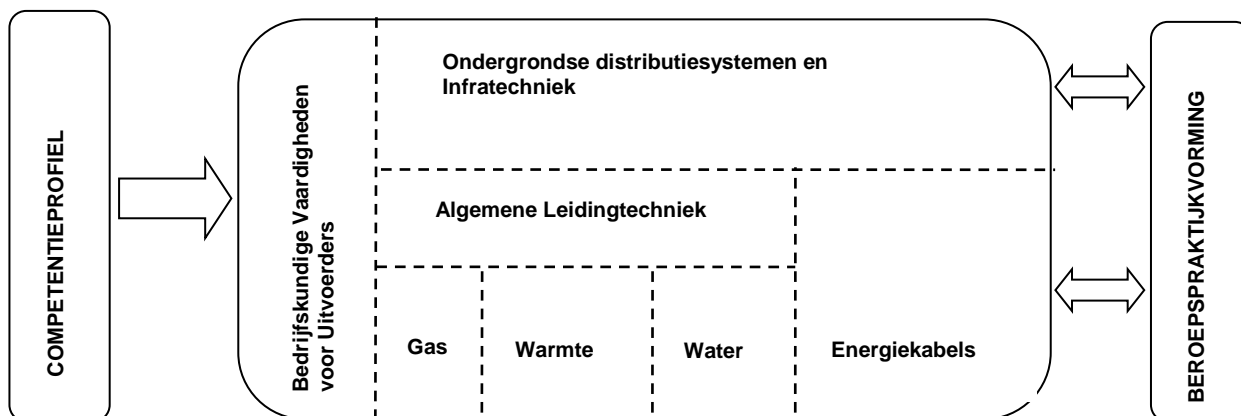 COMPETENTIEPROFIEL
Bedrijfskundige Vaardigheden
voor Uitvoerders
Ondergrondse distributiesystemen en
Infratechniek
Algemene Leidingtechniek
Gas
Warmte
Water
Energiekabels
BEROEPSPRAKTIJKVORMING